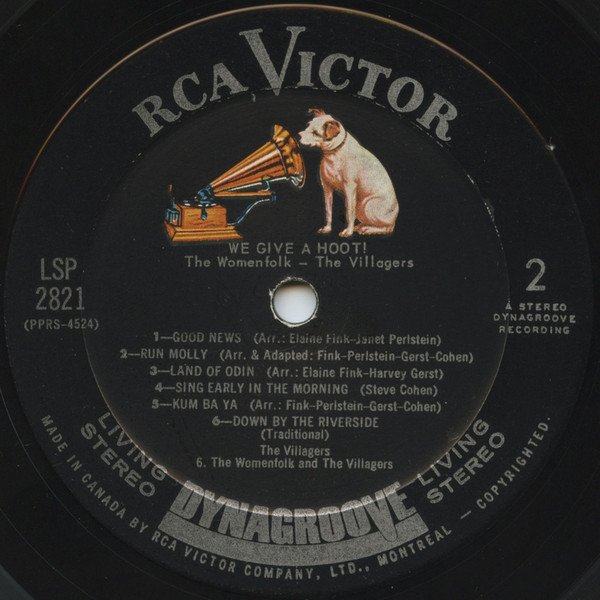 RCA VICTOR
WE GIVE A HOOT!
The Womenfolk – The Villagers
LSP
2821
(PPRS-4524)
2
A STEREO
DYNAGROOVE
RECORDING
1—GOOD NEWS (Arr.: Elaine Fink-Janet Perlstein)
2—RUN MOLLY (Arr. & Adapted: Fink-Perlstein-Gerst-Cohen)
3—LAND OF ODIN (Arr.: Elaine Fink-Harvey Gerst)
4—SING EARLY IN THE MORNING (Steve Cohen)
5—KUM BA YA (Arr.: Fink-Perlstein-Gerst-Cohen)
6—DOWN BY THE RIVERSIDE
(Traditional)
The Villagers
6. The Womenfolk and The Villagers
LIVING
STEREO
DYNAGROOVE
LIVING
STEREO
MADE IN CANADA BY RCA VICTOR COMPANY, LTD., MONTREAL — COPYRIGHTED.